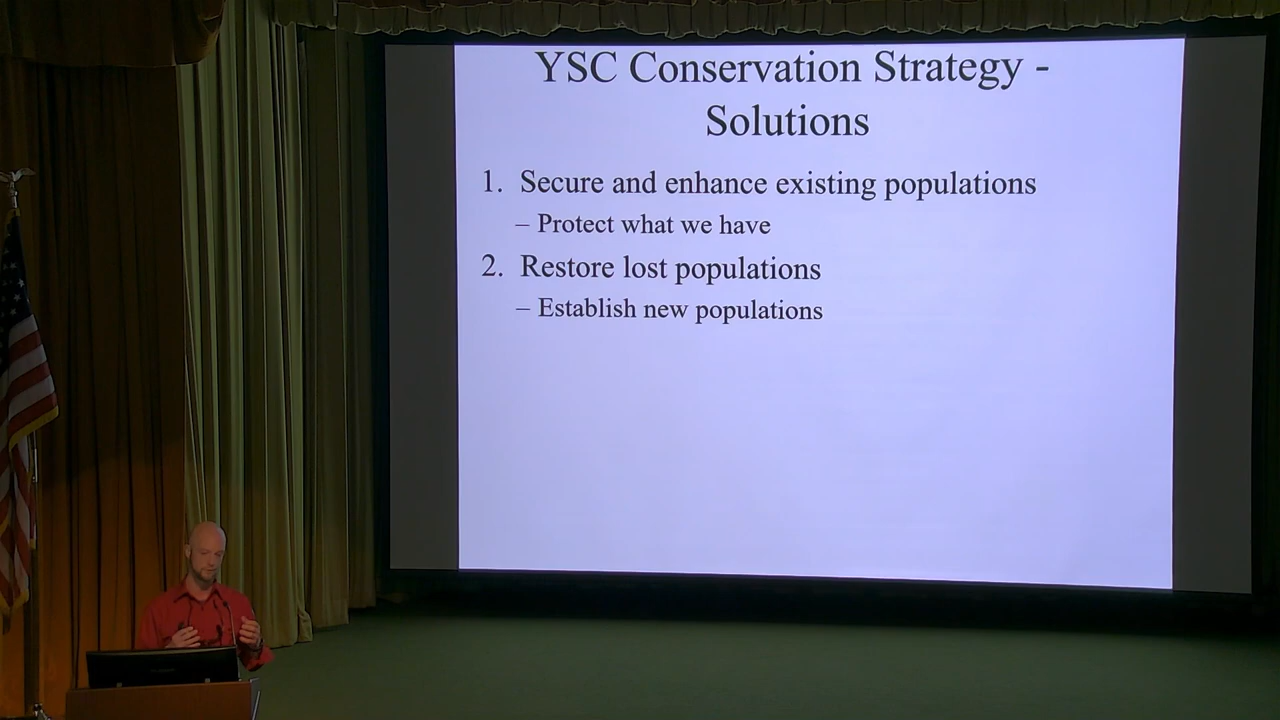 YSC Conservation Strategy -
Solutions
1. Secure and enhance existing populations
– Protect what we have
2. Restore lost populations
– Establish new populations